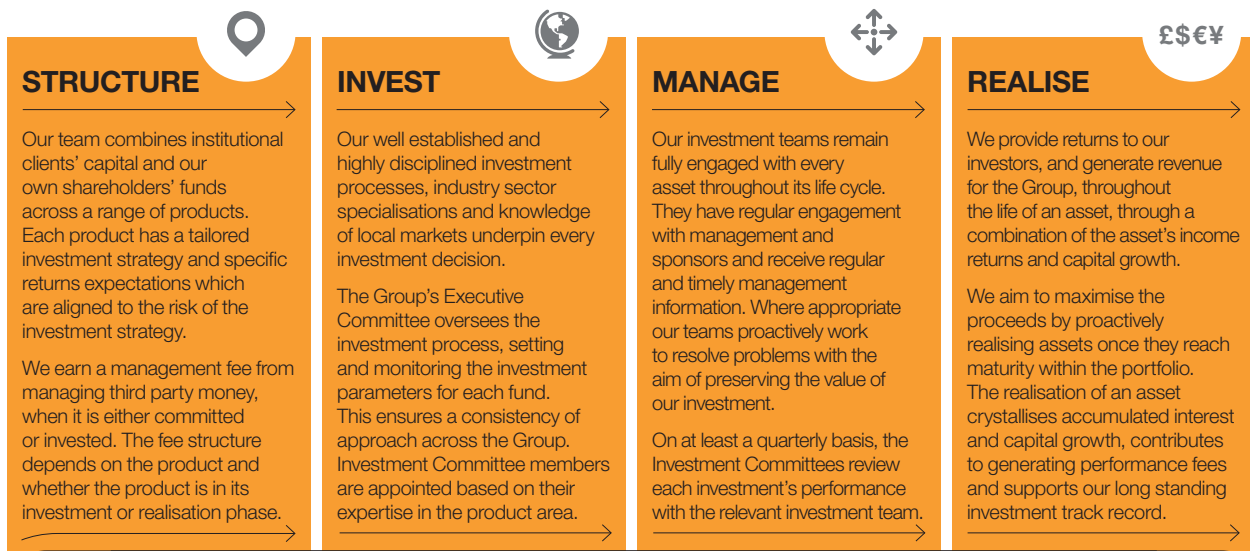 £$€¥
STRUCTURE
Our team combines institutional
clients’ capital and our
own shareholders’ funds
across a range of products.
Each product has a tailored
investment strategy and specific
returns expectations which
are aligned to the risk of the
investment strategy.
We earn a management fee from
managing third party money,
when it is either committed
or invested. The fee structure
depends on the product and
whether the product is in its
investment or realisation phase.
INVEST
Our well established and
highly disciplined investment
processes, industry sector
specialisations and knowledge
of local markets underpin every
investment decision.
The Group’s Executive
Committee oversees the
investment process, setting
and monitoring the investment
parameters for each fund.
This ensures a consistency of
approach across the Group.
Investment Committee members
are appointed based on their
expertise in the product area.
MANAGE
Our investment teams remain
fully engaged with every
asset throughout its life cycle.
They have regular engagement
with management and
sponsors and receive regular
and timely management
information. Where appropriate
our teams proactively work
to resolve problems with the
aim of preserving the value of
our investment.
On at least a quarterly basis, the
Investment Committees review
each investment’s performance
with the relevant investment team.
REALISE
We provide returns to our
investors, and generate revenue
for the Group, throughout
the life of an asset, through a
combination of the asset’s income
returns and capital growth.
We aim to maximise the
proceeds by proactively
realising assets once they reach
maturity within the portfolio.
The realisation of an asset
crystallises accumulated interest
and capital growth, contributes
to generating performance fees
and supports our long standing
investment track record.